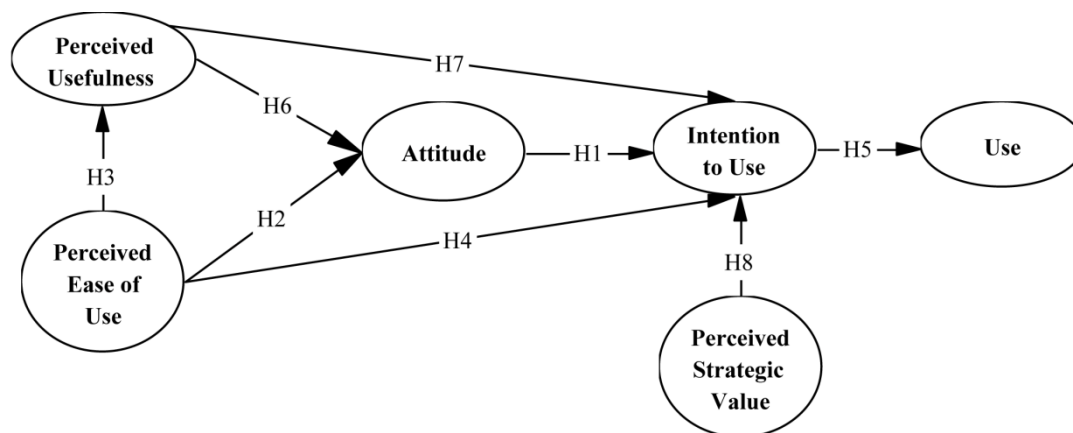 Perceived
Usefulness
H7
H6
Attitude
H1
Intention
to Use
H5
Use
H3
H2
H4
Perceived
Ease of
Use
H8
Perceived
Strategic
Value